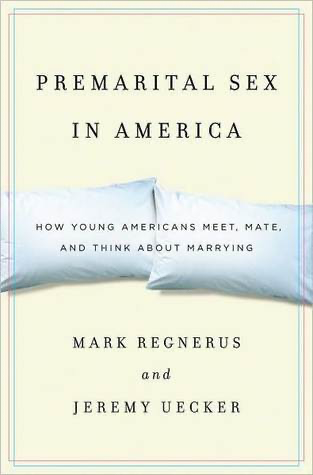 PREMARITAL SEX
IN AMERICA
HOW YOUNG AMERICANS MEET, MATE,
AND THINK ABOUT MARRYING
MARK REGNERUS
and
JEREMY UECKER